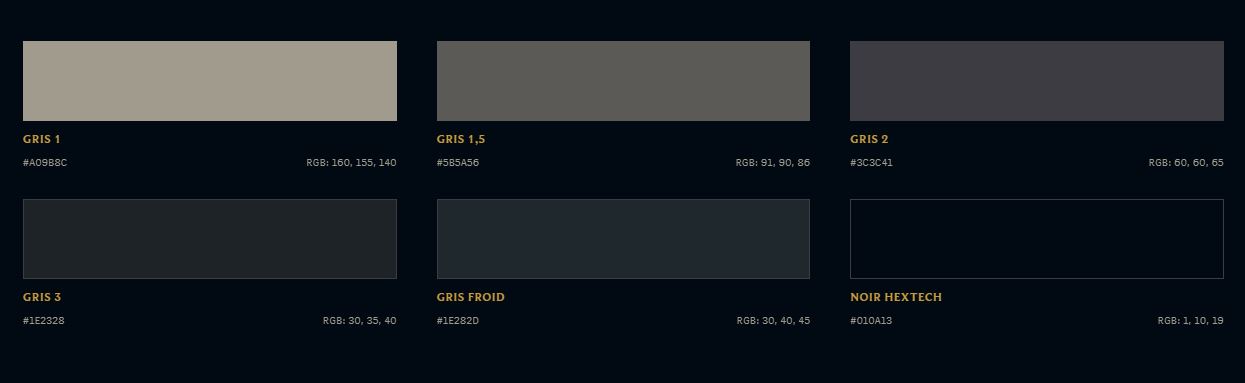 GRIS 1
#A09B8C RGB: 160, 155, 140
GRIS 1,5
#5B5A56 RGB: 91, 90, 86
GRIS 2
#3C3C41 RGB: 60, 60, 65
GRIS 3
#1E2328 RGB: 30, 35, 40
GRIS FROID
#1E282D RGB: 30, 40, 45
NOIR HEXTECH
#010A13 RGB: 1, 10, 19